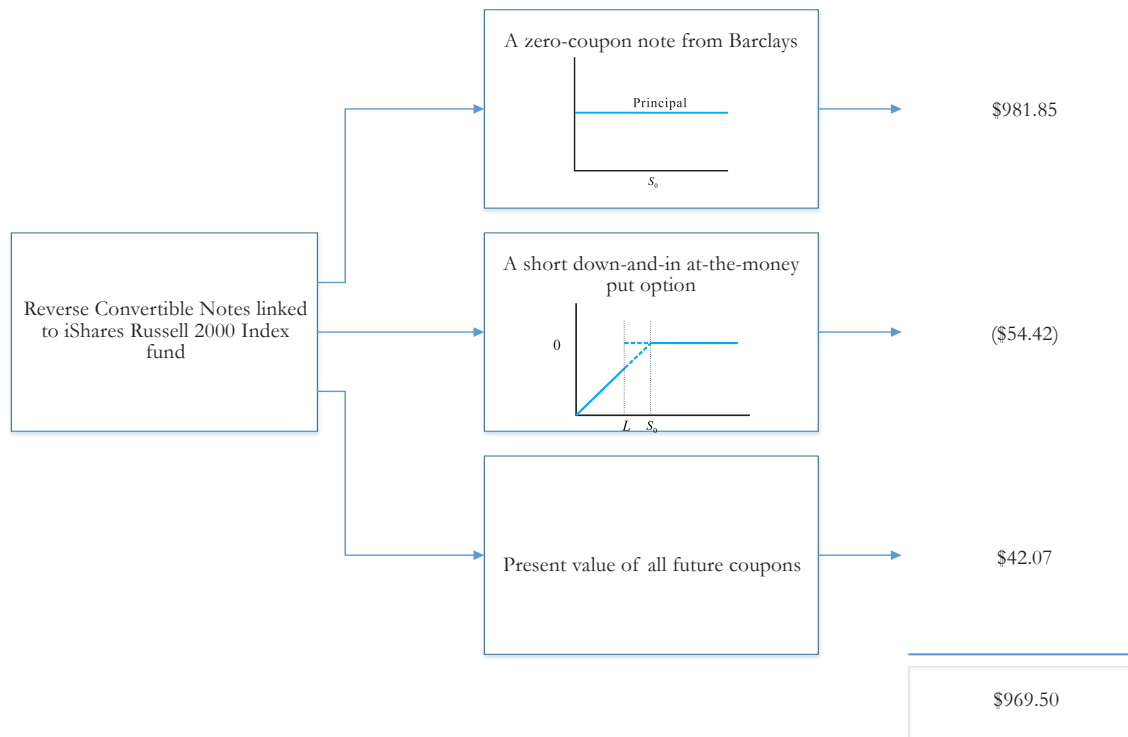 A zero-coupon note from Barclays
Principal
S₀
$981.85
Reverse Convertible Notes linked
to iShares Russell 2000 Index
fund
A short down-and-in at-the-money
put option
0
L S₀
($54.42)
Present value of all future coupons
$42.07
$969.50